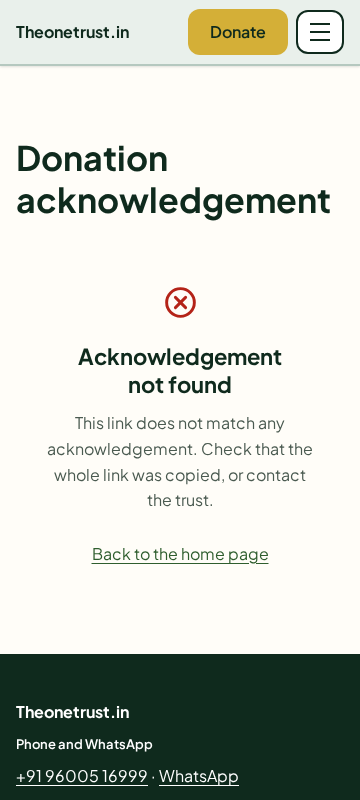 Theonetrust.in
Donate
Donation
acknowledgement
Acknowledgement
not found
This link does not match any
acknowledgement. Check that the
whole link was copied, or contact
the trust.
Back to the home page
Theonetrust.in
Phone and WhatsApp
+91 96005 16999 · WhatsApp